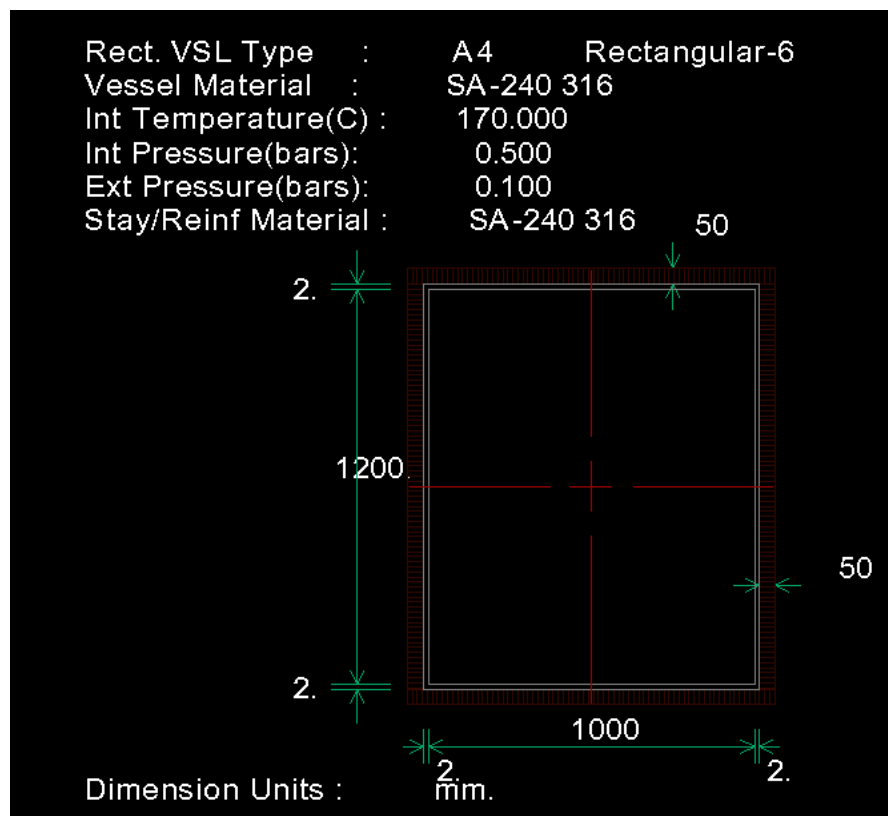 Rect. VSL Type : A4 Rectangular-6
Vessel Material : SA-240 316
Int Temperature(C) : 170.000
Int Pressure(bars): 0.500
Ext Pressure(bars): 0.100
Stay/Reinf Material : SA-240 316
50
2.
1200.
50
2.
1000
2.
2.
Dimension Units : mm.